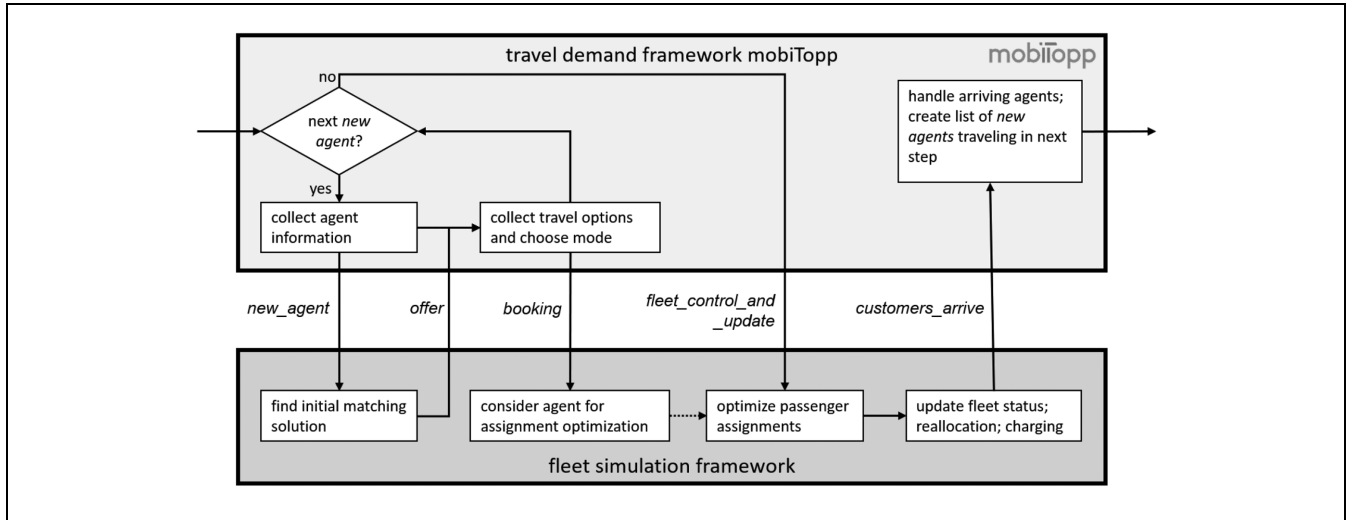 travel demand framework mobiTopp
mobiTopp
no
next new
agent?
yes
collect agent
information
collect travel options
and choose mode
handle arriving agents;
create list of new
agents traveling in next
step
new_agent
offer
booking
fleet_control_and
_update
customers_arrive
find initial matching
solution
consider agent for
assignment optimization
optimize passenger
assignments
update fleet status;
reallocation; charging
fleet simulation framework